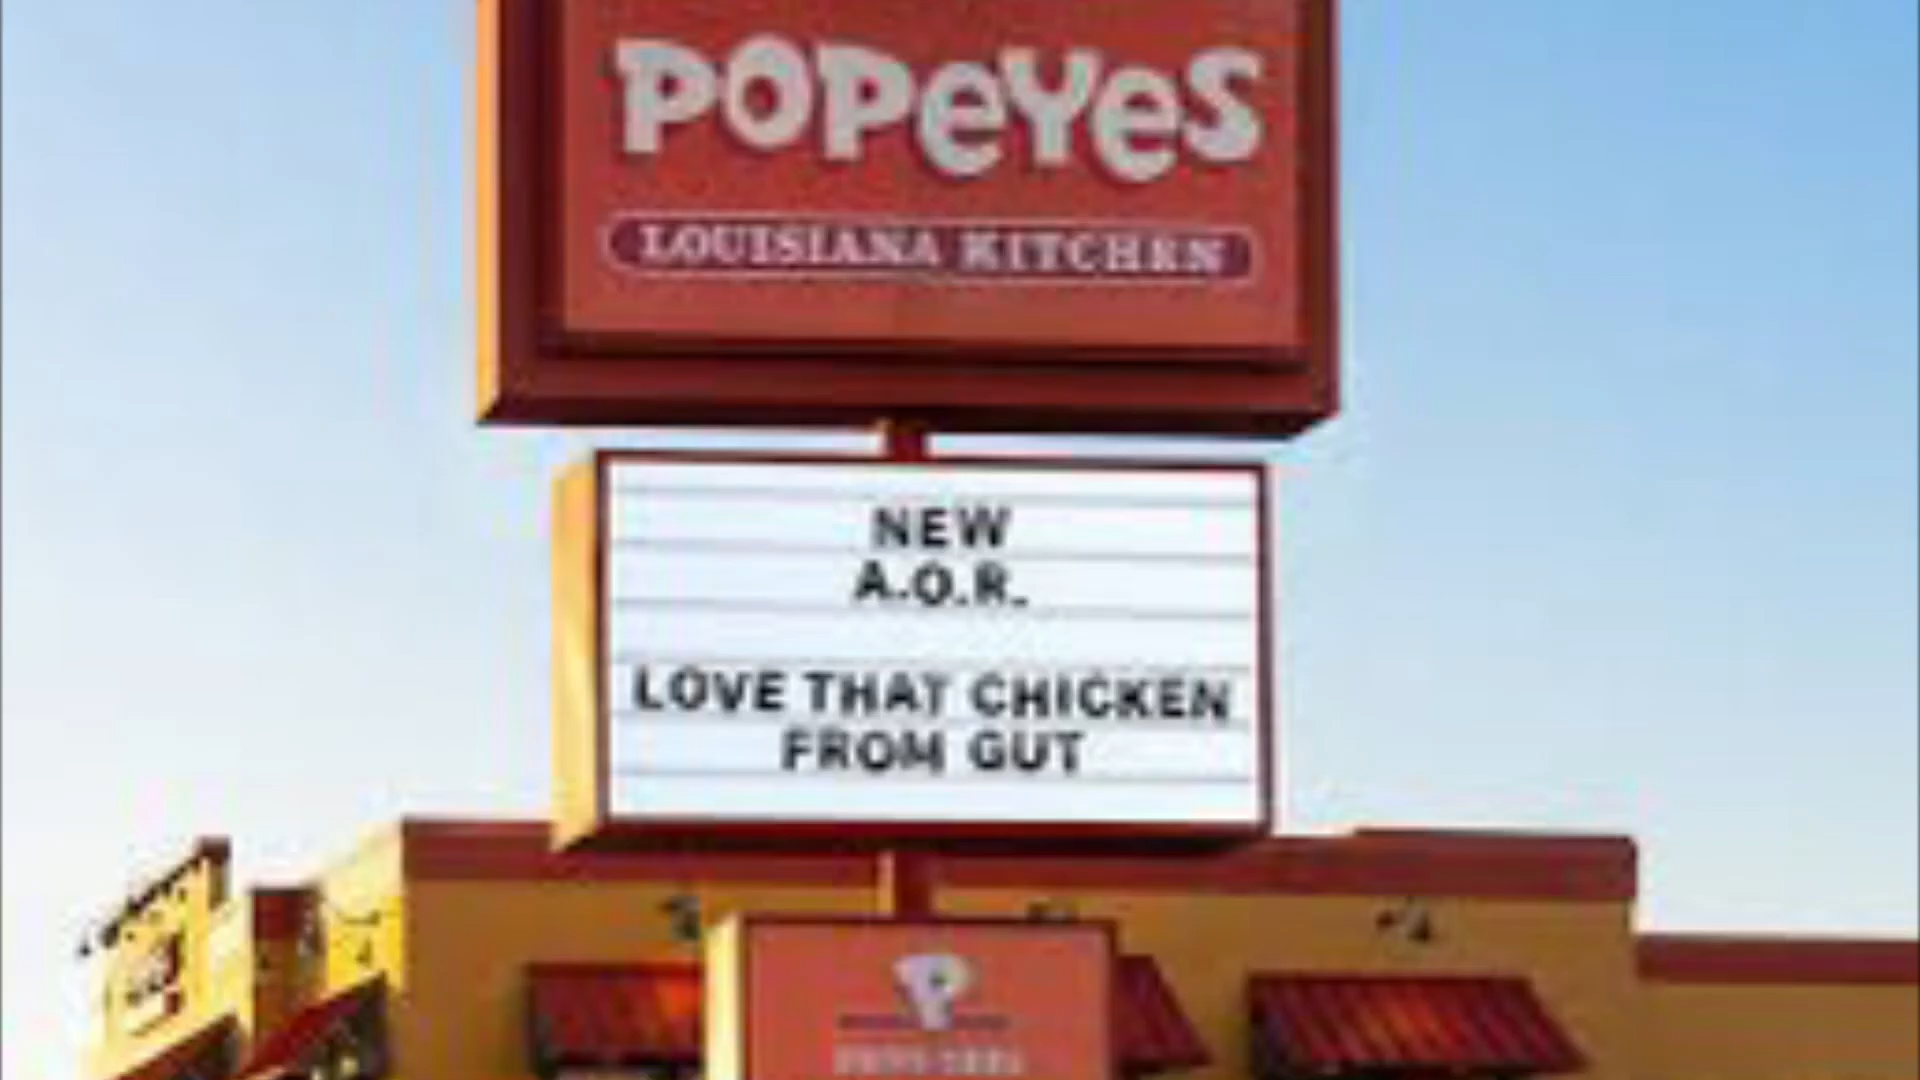 POPEYES
LOUISIANA KITCHEN
NEW
A.O.R.
LOVE THAT CHICKEN
FROM GUT